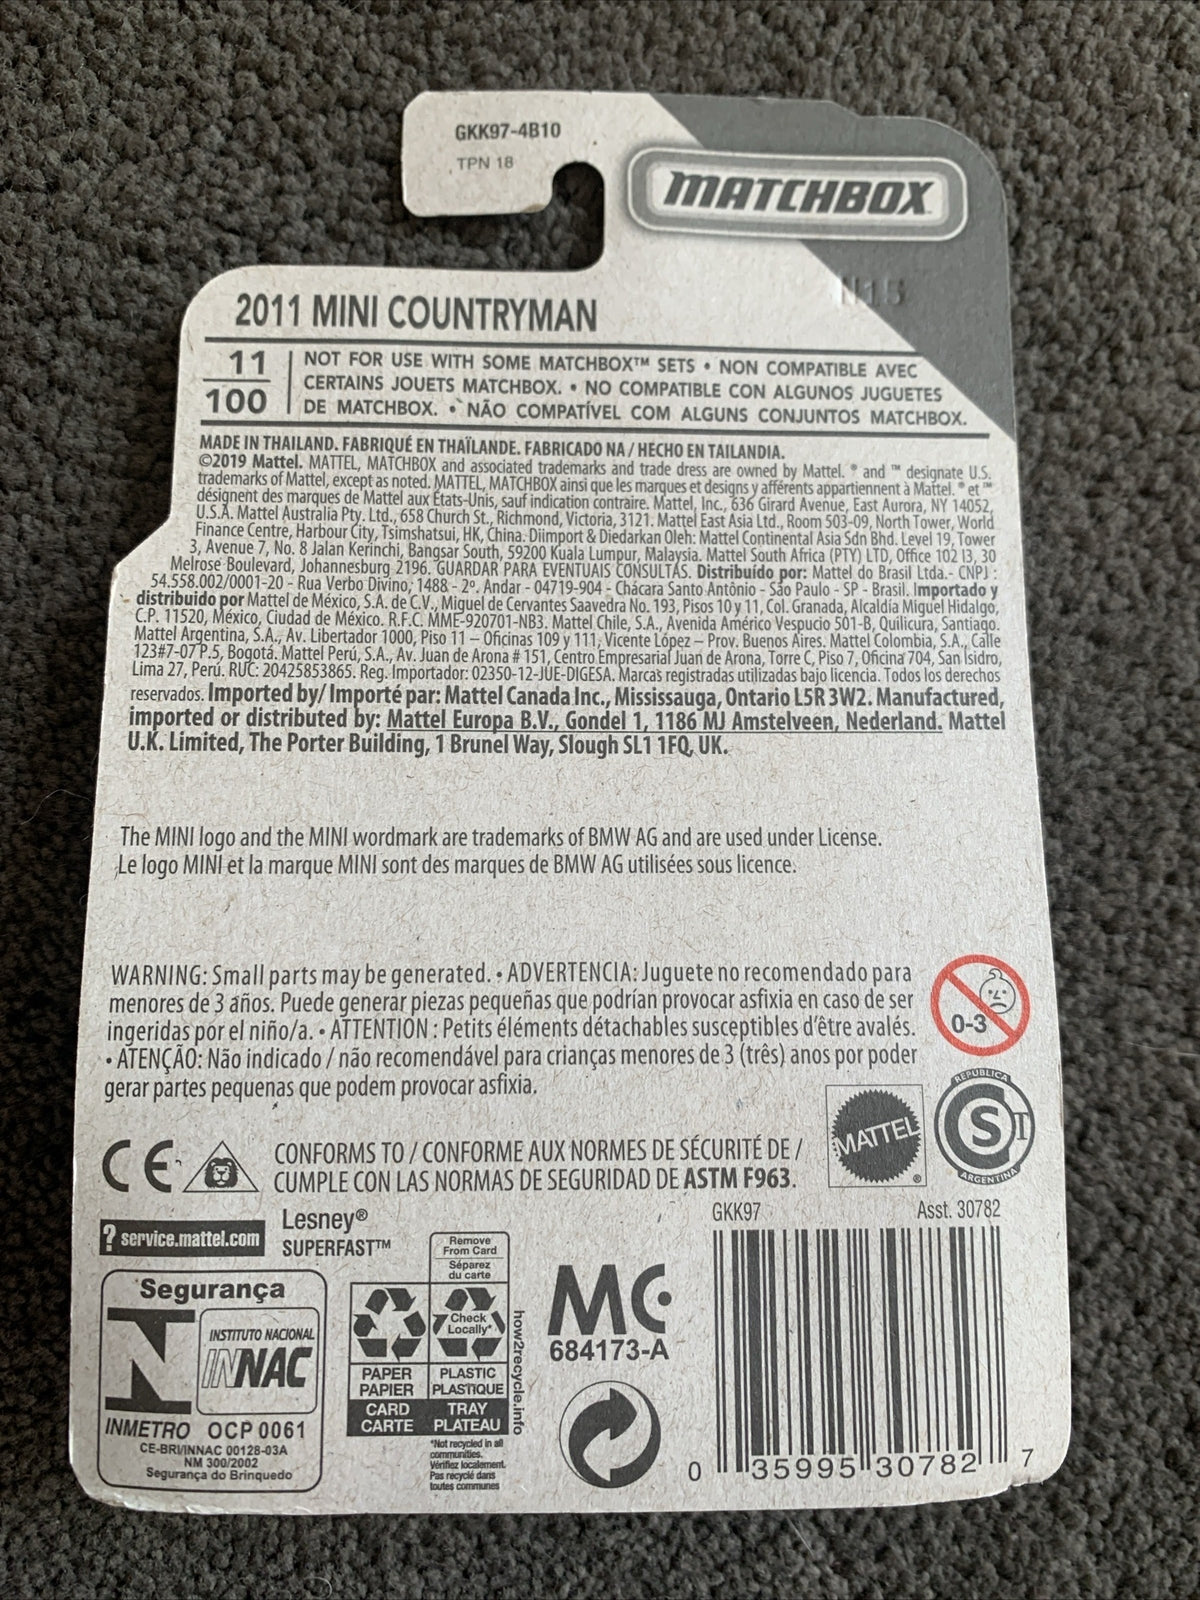 GKK97-4B10
TPN 18
MATCHBOX
N15
2011 MINI COUNTRYMAN
11
100
NOT FOR USE WITH SOME MATCHBOX™ SETS • NON COMPATIBLE AVEC
CERTAINS JOUETS MATCHBOX. • NO COMPATIBLE CON ALGUNOS JUGUETES
DE MATCHBOX. • NÃO COMPATÍVEL COM ALGUNS CONJUNTOS MATCHBOX.
MADE IN THAILAND. FABRIQUÉ EN THAÏLANDE. FABRICADO NA / HECHO EN TAILANDIA.
©2019 Mattel. MATTEL, MATCHBOX and associated trademarks and trade dress are owned by Mattel. ® and ™ designate U.S.
trademarks of Mattel, except as noted. MATTEL, MATCHBOX ainsi que les marques et designs y afférents appartiennent à Mattel. ® et ™
désignent des marques de Mattel aux États-Unis, sauf indication contraire. Mattel, Inc., 636 Girard Avenue, East Aurora, NY 14052,
U.S.A. Mattel Australia Pty. Ltd., 658 Church St., Richmond, Victoria, 3121. Mattel East Asia Ltd., Room 503-09, North Tower, World
Finance Centre, Harbour City, Tsimshatsui, HK, China. Diimport & Diedarkan Oleh: Mattel Continental Asia Sdn Bhd. Level 19, Tower
3, Avenue 7, No. 8 Jalan Kerinchi, Bangsar South, 59200 Kuala Lumpur, Malaysia. Mattel South Africa (PTY) LTD, Office 102 I3, 30
Melrose Boulevard, Johannesburg 2196. GUARDAR PARA EVENTUAIS CONSULTAS. Distribuido por: Mattel do Brasil Ltda.- CNPJ :
54.558.002/0001-20 - Rua Verbo Divino, 1488 - 2º. Andar - 04719-904 - Chácara Santo Antônio - São Paulo - SP - Brasil. Importado y
distribuido por Mattel de México, S.A. de C.V., Miguel de Cervantes Saavedra No. 193, Pisos 10 y 11, Col. Granada, Alcaldía Miguel Hidalgo,
C.P. 11520, México, Ciudad de México. R.F.C. MME-920701-NB3. Mattel Chile, S.A., Avenida Américo Vespucio 501-B, Quilicura, Santiago.
Mattel Argentina, S.A., Av. Libertador 1000, Piso 11 – Oficinas 109 y 111, Vicente López – Prov. Buenos Aires. Mattel Colombia, S.A., Calle
123#7-07 P.5, Bogotá. Mattel Perú, S.A., Av. Juan de Arona # 151, Centro Empresarial Juan de Arona, Torre C, Piso 7, Oficina 704, San Isidro,
Lima 27, Perú. RUC: 20425853865. Reg. Importador: 02350-12-JUE-DIGESA. Marcas registradas utilizadas bajo licencia. Todos los derechos
reservados. Imported by/ Importé par: Mattel Canada Inc., Mississauga, Ontario L5R 3W2. Manufactured,
imported or distributed by: Mattel Europa B.V., Gondel 1, 1186 MJ Amstelveen, Nederland. Mattel
U.K. Limited, The Porter Building, 1 Brunel Way, Slough SL1 1FQ, UK.
The MINI logo and the MINI wordmark are trademarks of BMW AG and are used under License.
Le logo MINI et la marque MINI sont des marques de BMW AG utilisées sous licence.
WARNING: Small parts may be generated. • ADVERTENCIA: Juguete no recomendado para
menores de 3 años. Puede generar piezas pequeñas que podrían provocar asfixia en caso de ser
ingeridas por el niño/a. • ATTENTION : Petits éléments détachables susceptibles d'être avalés.
• ATENÇÃO: Não indicado / não recomendável para crianças menores de 3 (três) anos por poder
gerar partes pequenas que podem provocar asfixia.
0-3
REPUBLICA
CSI
ARGENTINA
MATTEL
®
CE
CONFORMS TO / CONFORME AUX NORMES DE SÉCURITÉ DE /
CUMPLE CON LAS NORMAS DE SEGURIDAD DE ASTM F963.
? service.mattel.com
Lesney®
SUPERFAST™
GKK97
Asst. 30782
Segurança
INSTITUTO NACIONAL
INNAC
INMETRO OCP 0061
CE-BRI/INNAC 00128-03A
NM 300/2002
Segurança do Brinquedo
Remove
From Card
Séparez
du carte
Check
Locally*
PAPER
PAPIER
CARD
CARTE
PLASTIC
PLASTIQUE
TRAY
PLATEAU
*Not recycled in all
communities.
Vérifiez localement.
Pas recyclé dans
toutes communes
how2recycle.info
MC
684173-A
0 35995 30782 7